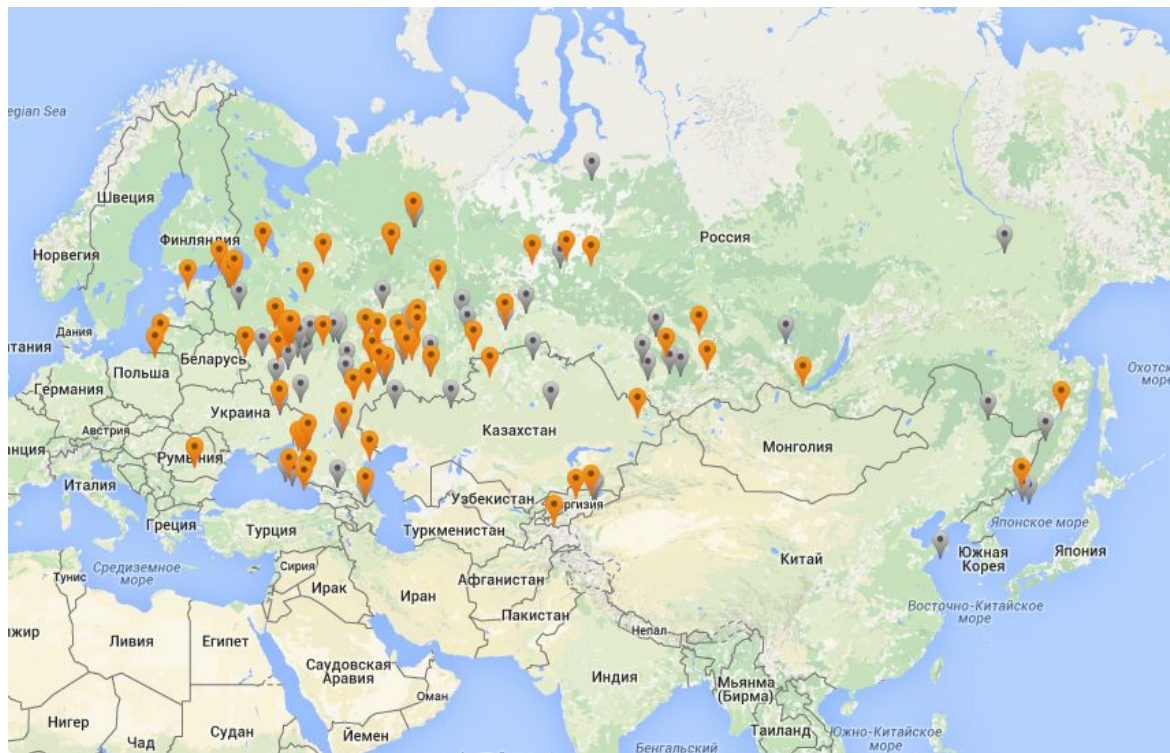 egian Sea
Швеция
Норвегия
Финляндия
Россия
Дания
тания
Беларусь
Польша
Германия
Украина
Австрия
анция
Румыния
Италия
Греция
Турция
Казахстан
Монголия
Узбекистан
ргизия
Туркменистан
Китай
Охотск
мор
Японское море
Южная
Корея
Япония
Восточно-Китайское
море
Средиземное
море
Тунис
Сирия
Ирак
Иран
Афганистан
Пакистан
Непал
жир
Ливия
Египет
Саудовская
Аравия
Оман
Индия
Мьянма
(Бирма)
Нигер
Чад
Судан
Йемен
Бенгальский
Таиланд
Южно-Китайское
море